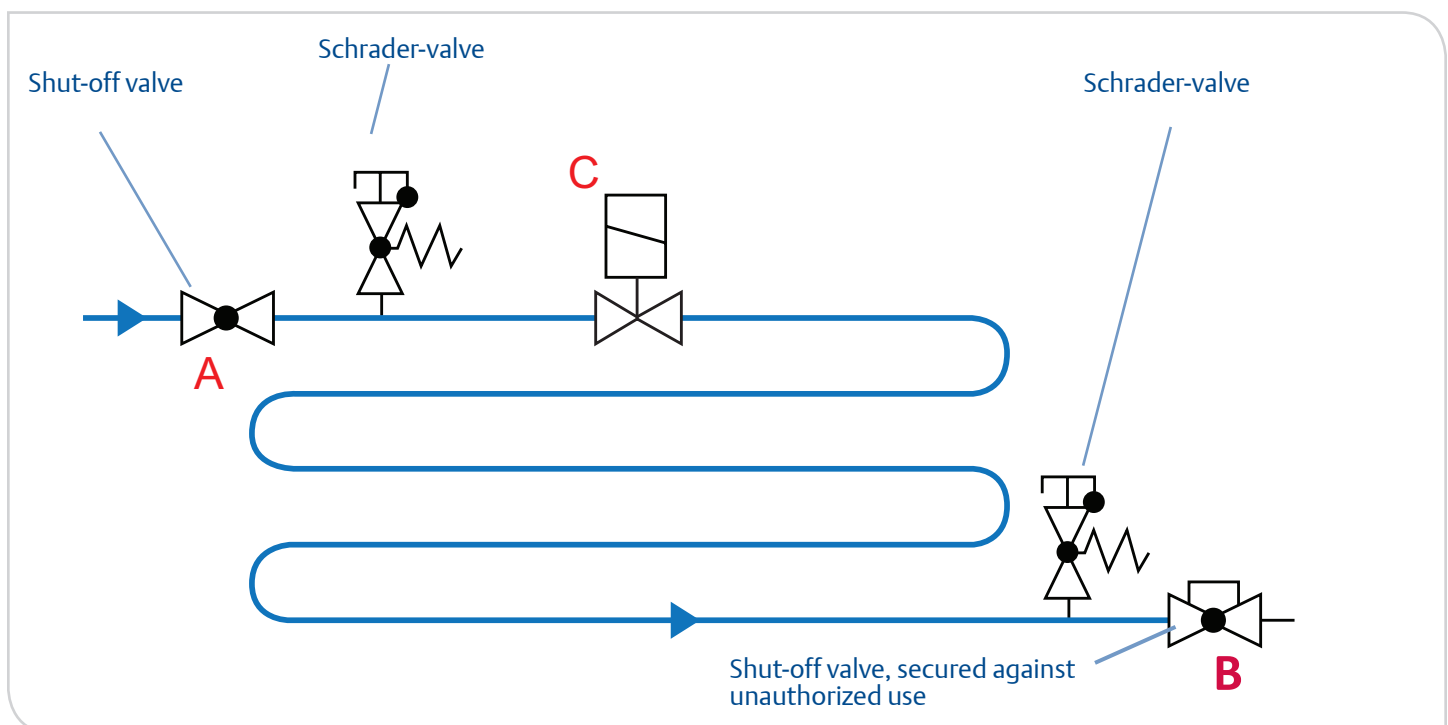 Schrader-valve
Shut-off valve
Schrader-valve
C
A
Shut-off valve, secured against
unauthorized use
B